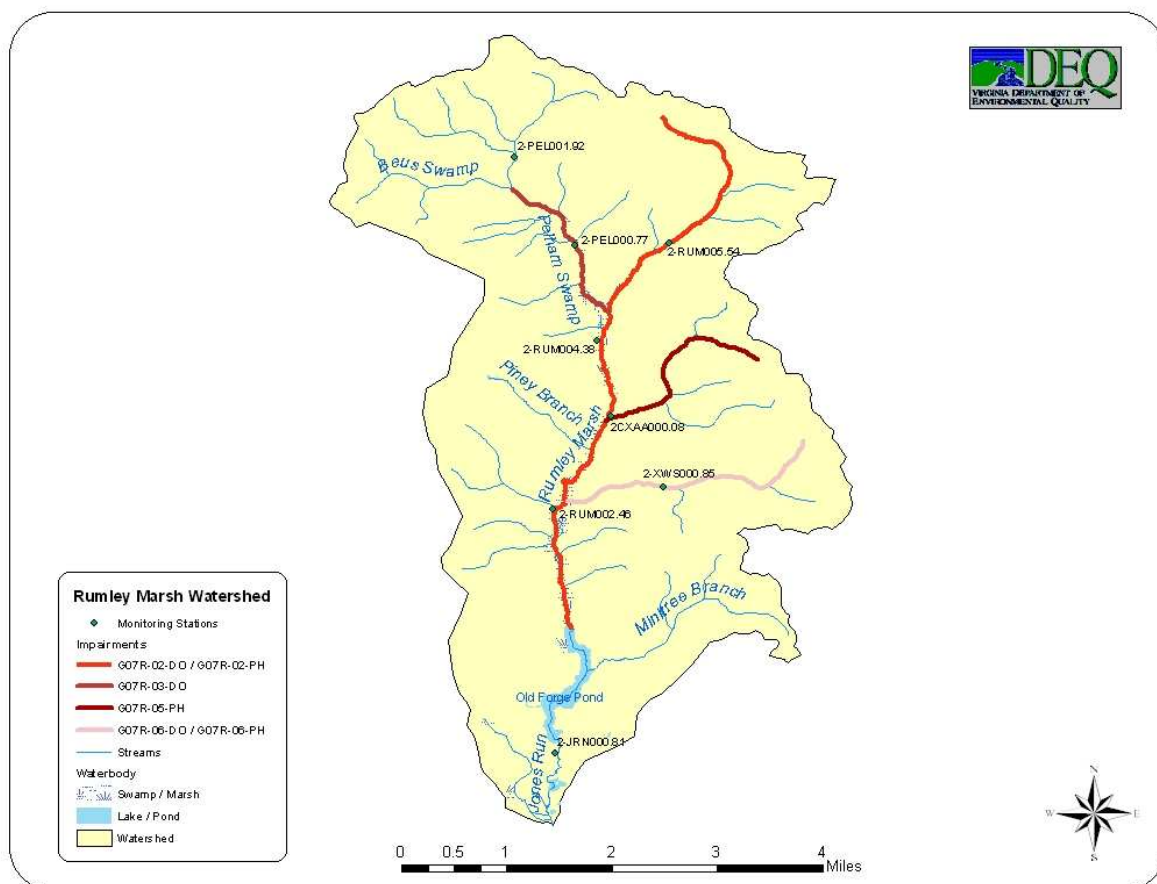 DEQ
VIRGINIA DEPARTMENT OF
ENVIRONMENTAL QUALITY
2-PEL001.92
Beus Swamp
2-PEL000.77
2-RUM005.54
Pelham Swamp
2-RUM004.38
Piney Branch
2CXAA000.08
Rumley Marsh
2-XWS000.85
2-RUM002.46
Minitree Branch
Old Forge Pond
2-JRN000.81
Jones Run
Rumley Marsh Watershed
Monitoring Stations
Impairments
G07R-02-DO / G07R-02-PH
G07R-03-DO
G07R-05-PH
G07R-06-DO / G07R-06-PH
Streams
Waterbody
Swamp / Marsh
Lake / Pond
Watershed
N
W E
S
0 0.5 1 2 3 4
Miles